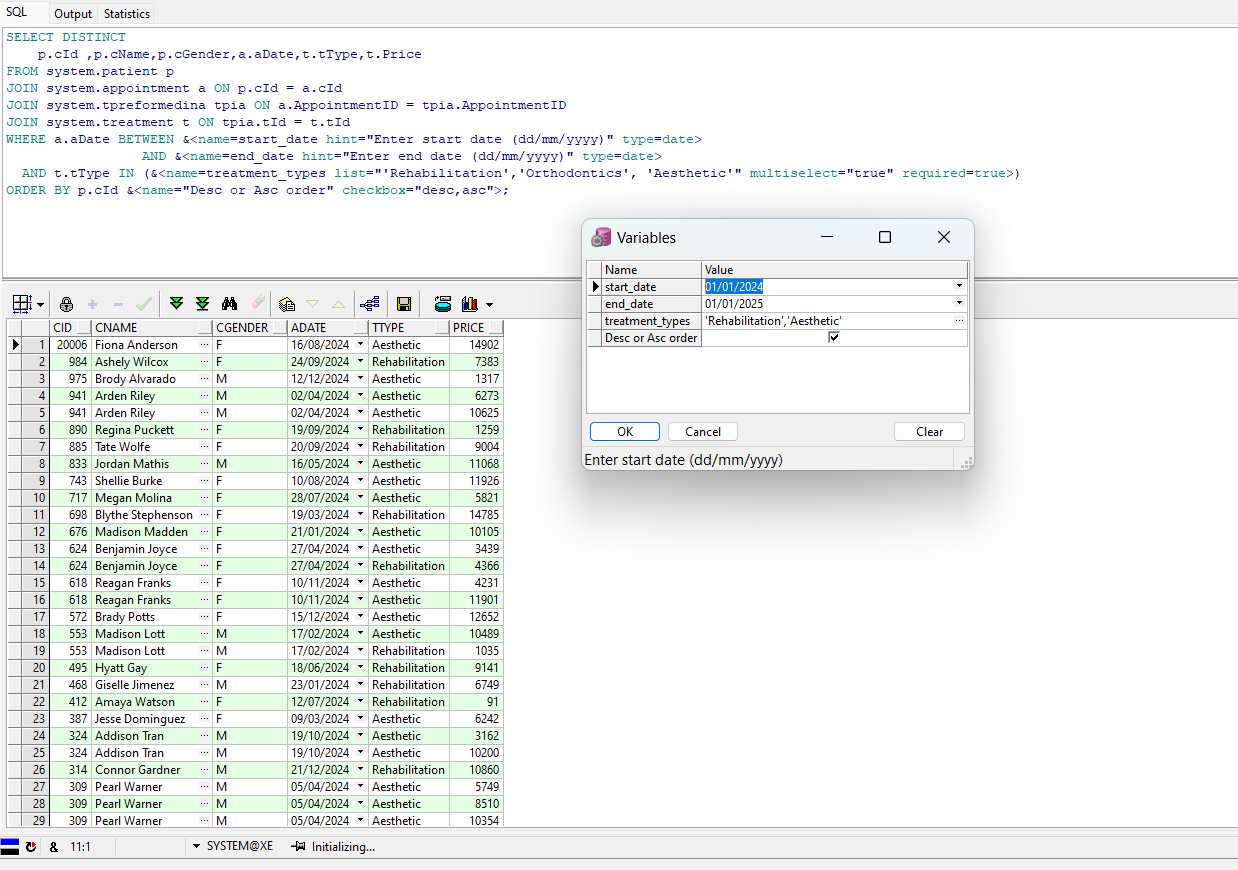 SQL Output Statistics
SELECT DISTINCT
p.cId ,p.cName,p.cGender,a.aDate,t.tType,t.Price
FROM system.patient p
JOIN system.appointment a ON p.cId = a.cId
JOIN system.tpreformedina tpia ON a.AppointmentID = tpia.AppointmentID
JOIN system.treatment t ON tpia.tId = t.tId
WHERE a.aDate BETWEEN &<name=start_date hint="Enter start date (dd/mm/yyyy)" type=date>
AND &<name=end_date hint="Enter end date (dd/mm/yyyy)" type=date>
AND t.tType IN (&<name=treatment_types list="'Rehabilitation','Orthodontics', 'Aesthetic'" multiselect="true" required=true>)
ORDER BY p.cId &<name="Desc or Asc order" checkbox="desc,asc">;
Variables
Name Value
start_date 01/01/2024
end_date 01/01/2025
treatment_types 'Rehabilitation','Aesthetic'
Desc or Asc order
OK Cancel Clear
Enter start date (dd/mm/yyyy)
CID CNAME CGENDER ADATE TTYPE PRICE
1 20006 Fiona Anderson F 16/08/2024 Aesthetic 14902
2 984 Ashely Wilcox F 24/09/2024 Rehabilitation 7383
3 975 Brody Alvarado M 12/12/2024 Aesthetic 1317
4 941 Arden Riley M 02/04/2024 Aesthetic 6273
5 941 Arden Riley M 02/04/2024 Aesthetic 10625
6 890 Regina Puckett F 19/09/2024 Rehabilitation 1259
7 885 Tate Wolfe F 20/09/2024 Rehabilitation 9004
8 833 Jordan Mathis M 16/05/2024 Aesthetic 11068
9 743 Shellie Burke F 10/08/2024 Aesthetic 11926
10 717 Megan Molina F 28/07/2024 Aesthetic 5821
11 698 Blythe Stephenson F 19/03/2024 Rehabilitation 14785
12 676 Madison Madden F 21/01/2024 Aesthetic 10105
13 624 Benjamin Joyce F 27/04/2024 Aesthetic 3439
14 624 Benjamin Joyce F 27/04/2024 Rehabilitation 4366
15 618 Reagan Franks F 10/11/2024 Aesthetic 4231
16 618 Reagan Franks F 10/11/2024 Aesthetic 11901
17 572 Brady Potts F 15/12/2024 Aesthetic 12652
18 553 Madison Lott M 17/02/2024 Aesthetic 10489
19 553 Madison Lott M 17/02/2024 Rehabilitation 1035
20 495 Hyatt Gay F 18/06/2024 Rehabilitation 9141
21 468 Giselle Jimenez M 23/01/2024 Rehabilitation 6749
22 412 Amaya Watson F 12/07/2024 Rehabilitation 91
23 387 Jesse Dominguez F 09/03/2024 Aesthetic 6242
24 324 Addison Tran M 19/10/2024 Aesthetic 3162
25 324 Addison Tran M 19/10/2024 Aesthetic 10200
26 314 Connor Gardner M 21/12/2024 Rehabilitation 10860
27 309 Pearl Warner M 05/04/2024 Aesthetic 5749
28 309 Pearl Warner M 05/04/2024 Aesthetic 8510
29 309 Pearl Warner M 05/04/2024 Aesthetic 10354
& 11:1 SYSTEM@XE Initializing...